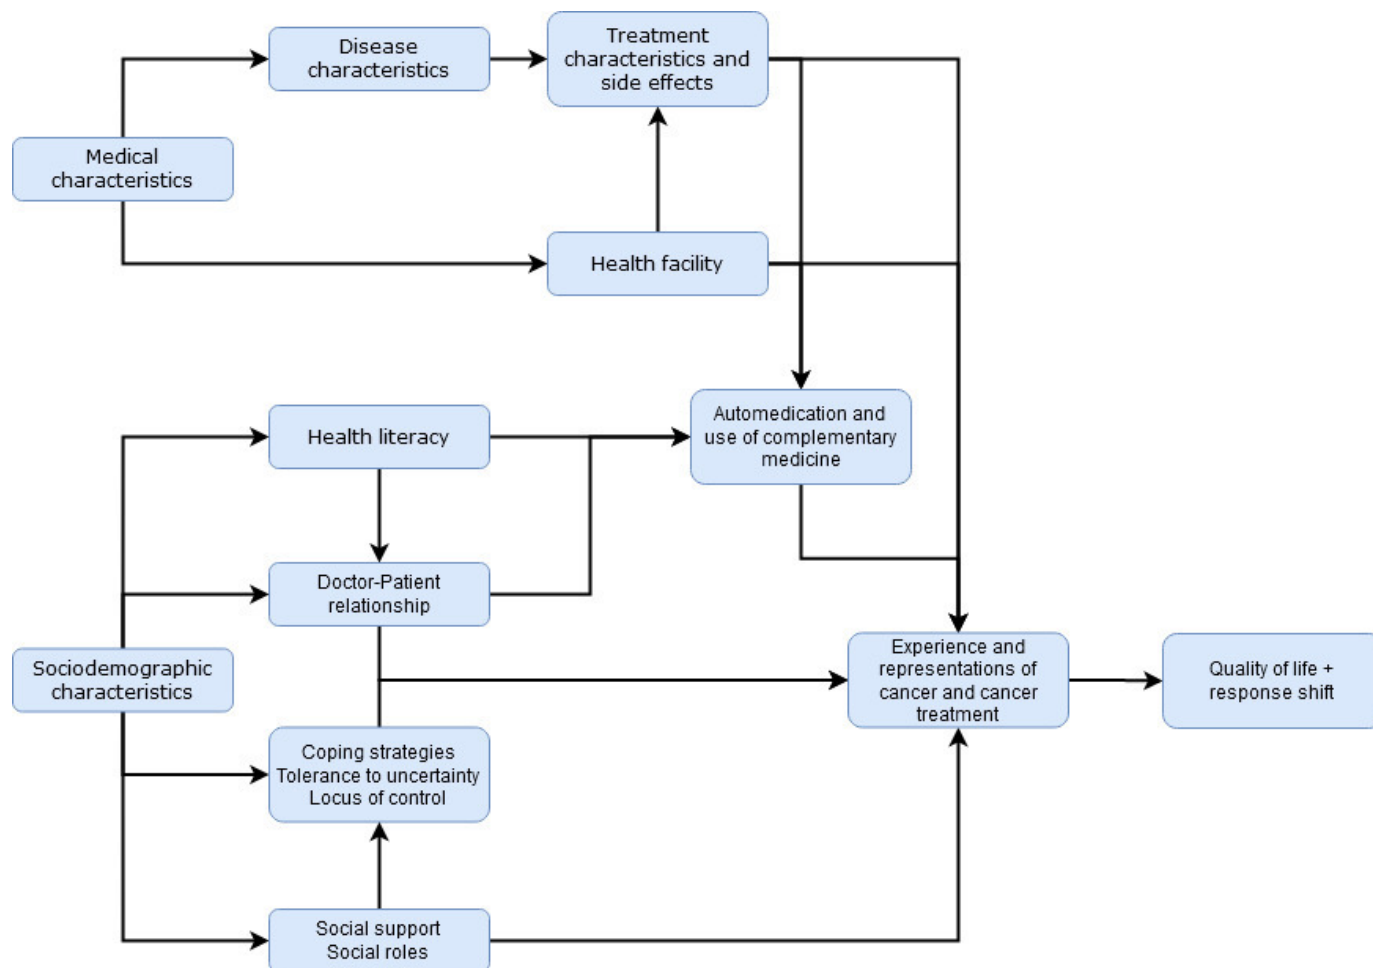 Disease
characteristics
Treatment
characteristics and
side effects
Medical
characteristics
Health facility
Automedication and
use of complementary
medicine
Health literacy
Doctor-Patient
relationship
Sociodemographic
characteristics
Experience and
representations of
cancer and cancer
treatment
Quality of life +
response shift
Coping strategies
Tolerance to uncertainty
Locus of control
Social support
Social roles